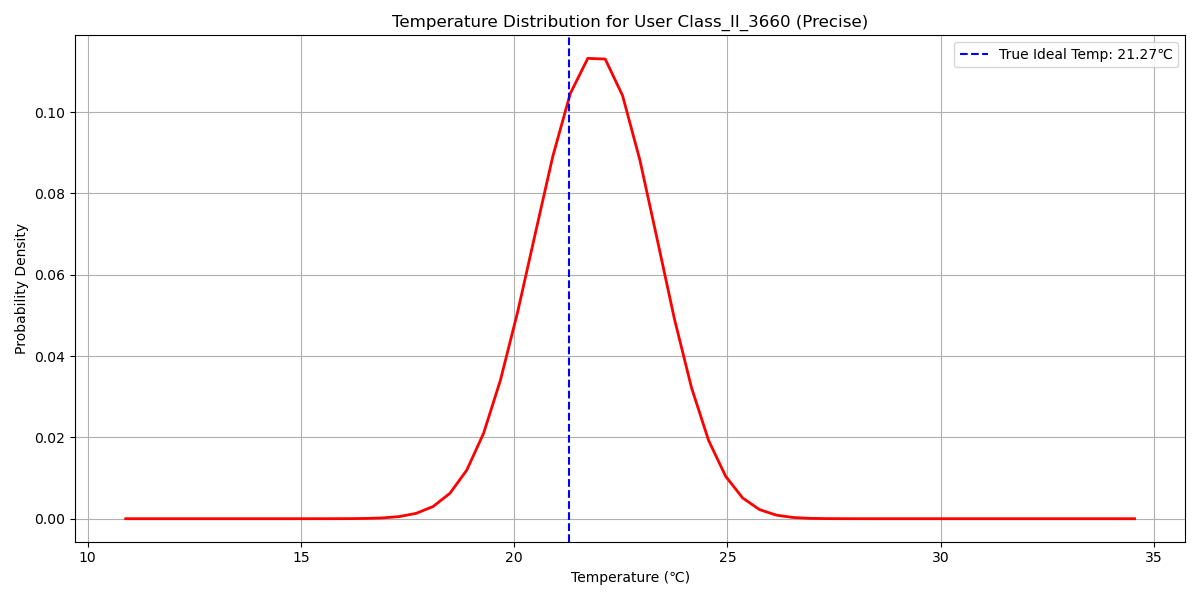 Temperature Distribution for User Class_II_3660 (Precise)
True Ideal Temp: 21.27℃
Probability Density
0.10
0.08
0.06
0.04
0.02
0.00
10 15 20 25 30 35
Temperature (℃)